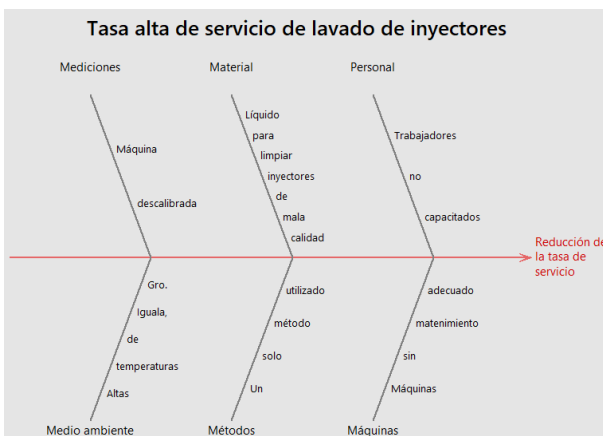 Tasa alta de servicio de lavado de inyectores
Mediciones
Material
Personal
Máquina
descalibrada
Líquido
para
limpiar
inyectores
de
mala
calidad
Trabajadores
no
capacitados
Reducción de
la tasa de
servicio
Gro.
Iguala,
de
temperaturas
Altas
utilizado
método
solo
Un
adecuado
matenimiento
sin
Máquinas
Medio ambiente
Métodos
Máquinas